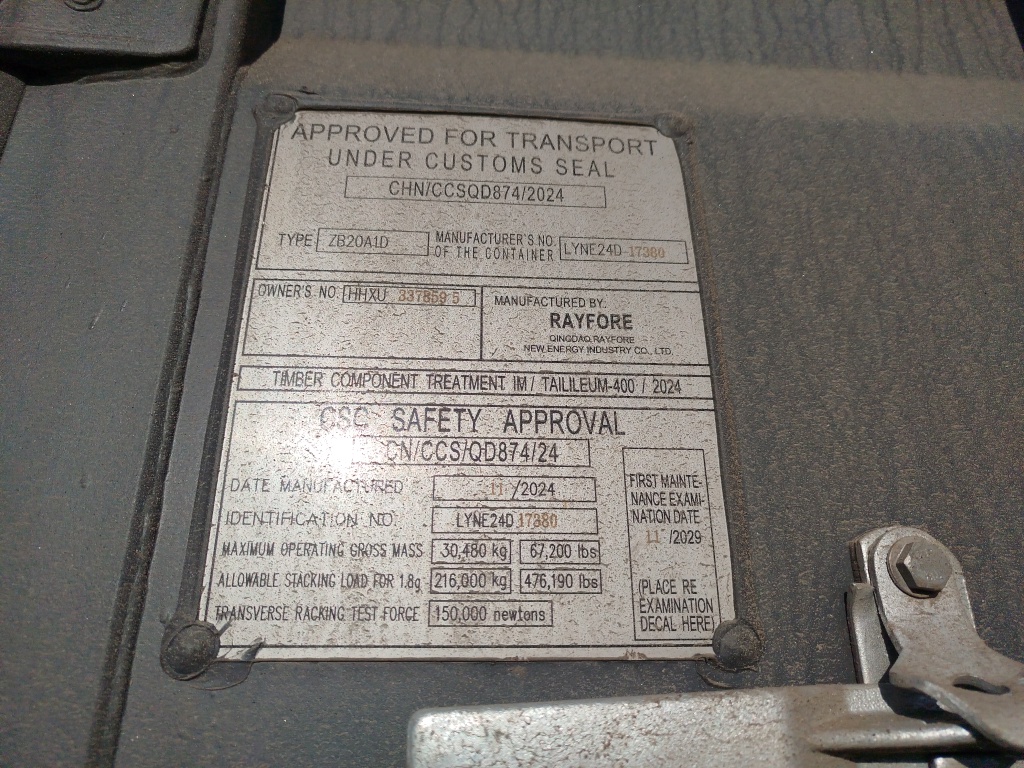 APPROVED FOR TRANSPORT
UNDER CUSTOMS SEAL
CHN/CCSQD874/2024
TYPE ZB20A1D MANUFACTURER'S NO. OF THE CONTAINER LYNE24D 17380
OWNER'S NO. HHXU 337859 5
MANUFACTURED BY:
RAYFORE
QINGDAO RAYFORE
NEW ENERGY INDUSTRY CO., LTD.
TIMBER COMPONENT TREATMENT IM / TAILILEUM-400 / 2024
CSC SAFETY APPROVAL
CN/CCS/QD874/24
DATE MANUFACTURED 11 /2024
IDENTIFICATION NO. LYNE24D 17380
MAXIMUM OPERATING GROSS MASS 30,480 kg 67,200 lbs
ALLOWABLE STACKING LOAD FOR 1.8g 216,000 kg 476,190 lbs
TRANSVERSE RACKING TEST FORCE 150,000 newtons
FIRST MAINTE-
NANCE EXAMI-
NATION DATE
11 /2029
(PLACE RE
EXAMINATION
DECAL HERE)